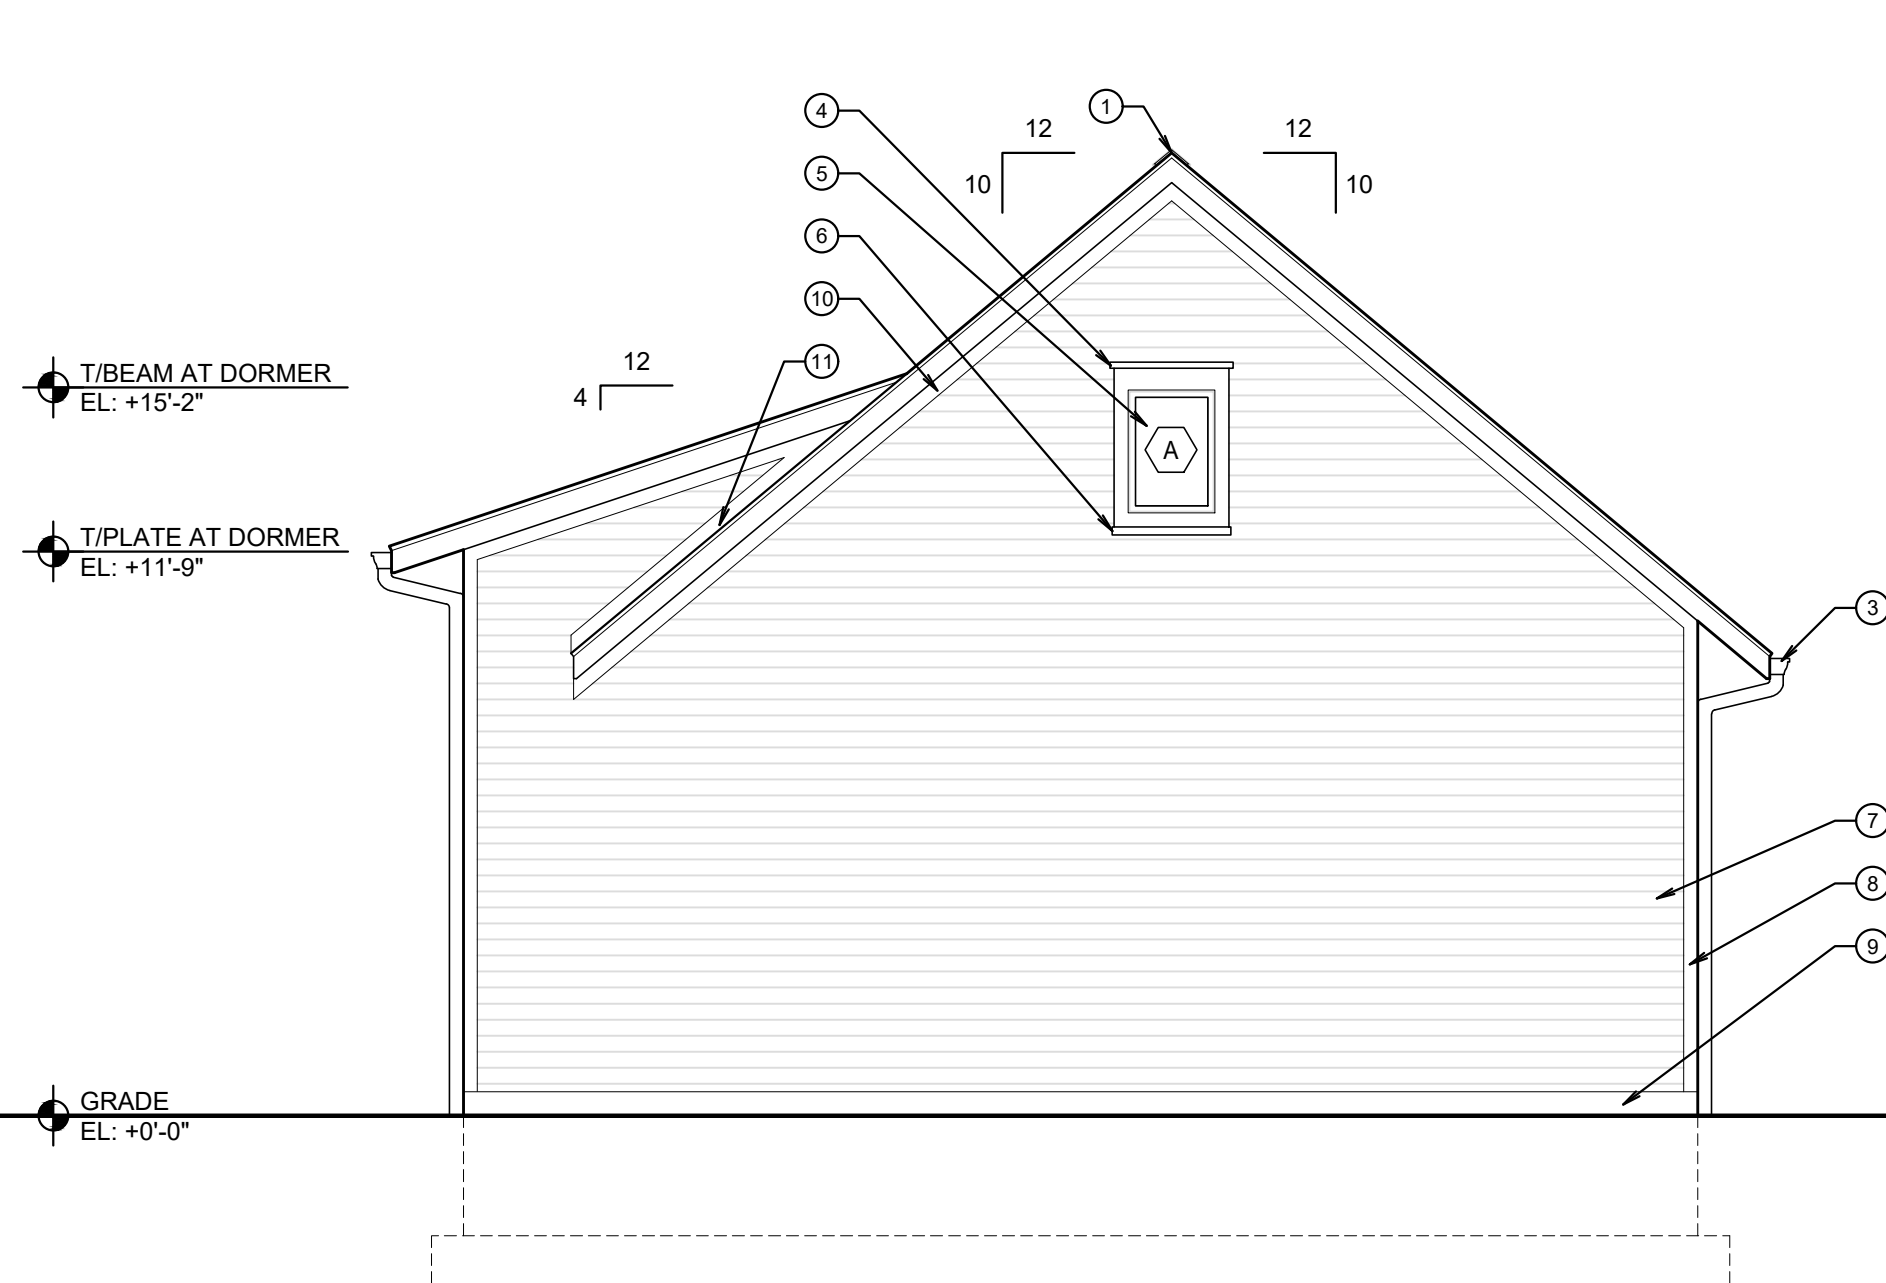 4
1
12
12
5
10
10
6
10
11
12
4
T/BEAM AT DORMER
EL: +15'-2"
A
T/PLATE AT DORMER
EL: +11'-9"
3
7
8
9
GRADE
EL: +0'-0"